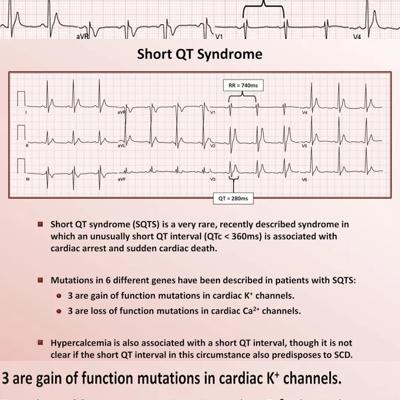 aVR
V1
V4
Short QT Syndrome
RR = 740ms
I
aVR
V1
V4
II
aVL
V2
V5
III
aVF
V3
V6
QT = 280ms
Short QT syndrome (SQTS) is a very rare, recently described syndrome in
which an unusually short QT interval (QTc < 360ms) is associated with
cardiac arrest and sudden cardiac death.
Mutations in 6 different genes have been described in patients with SQTS:
3 are gain of function mutations in cardiac K⁺ channels.
3 are loss of function mutations in cardiac Ca²⁺ channels.
Hypercalcemia is also associated with a short QT interval, though it is not
clear if the short QT interval in this circumstance also predisposes to SCD.
3 are gain of function mutations in cardiac K⁺ channels.